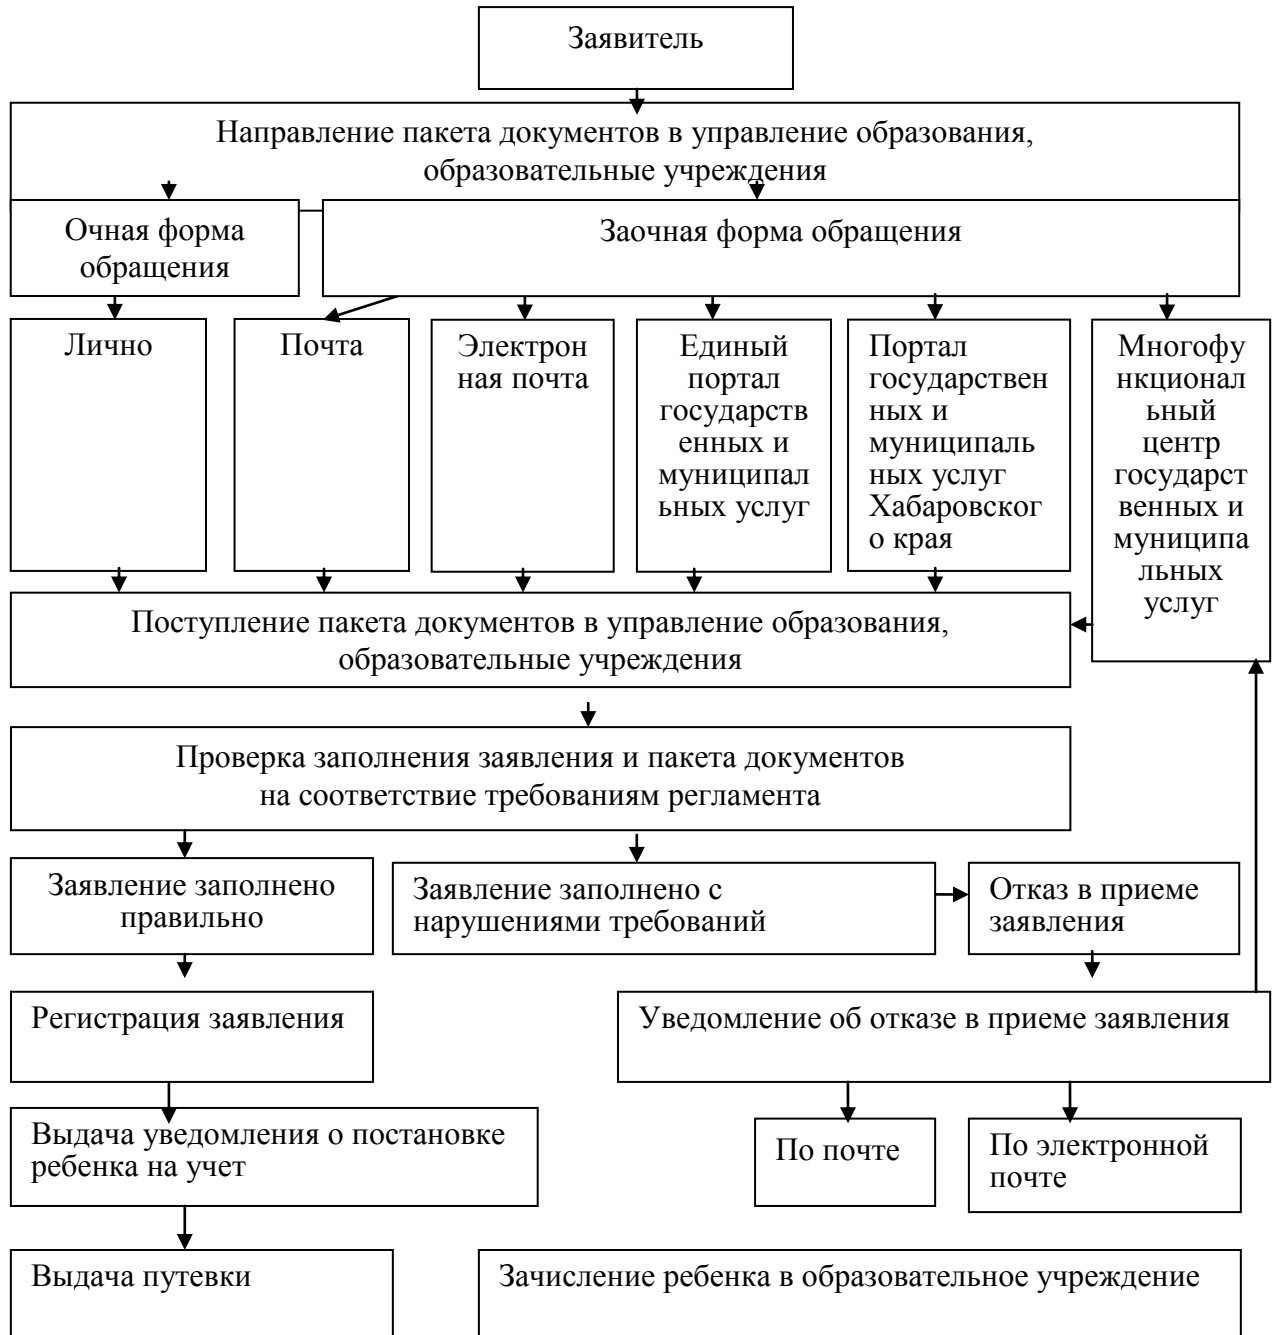 Заявитель
Направление пакета документов в управление образования,
образовательные учреждения
Очная форма
обращения
Заочная форма обращения
Лично
Почта
Электрон
ная почта
Единый
портал
государств
енных и
муниципал
ьных услуг
Портал
государствен
ных и
муниципаль
ных услуг
Хабаровског
о края
Многофу
нкционал
ьный
центр
государст
венных и
муниципа
льных
услуг
Поступление пакета документов в управление образования,
образовательные учреждения
Проверка заполнения заявления и пакета документов
на соответствие требованиям регламента
Заявление заполнено
правильно
Заявление заполнено с
нарушениями требований
Отказ в приеме
заявления
Регистрация заявления
Уведомление об отказе в приеме заявления
Выдача уведомления о постановке
ребенка на учет
По почте
По электронной
почте
Выдача путевки
Зачисление ребенка в образовательное учреждение